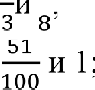 3 и 8;
51/100 и 1;